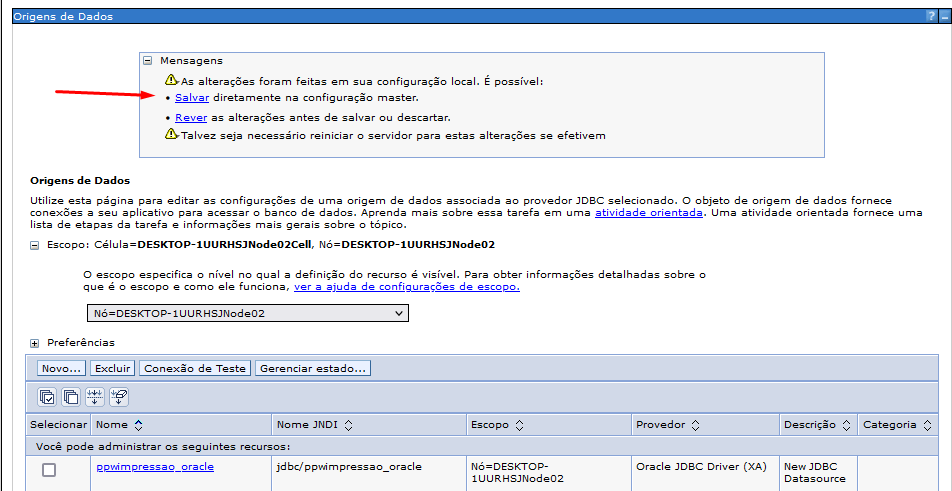 Origens de Dados
?
Mensagens
As alterações foram feitas em sua configuração local. É possível:
• Salvar diretamente na configuração master.
• Rever as alterações antes de salvar ou descartar.
Talvez seja necessário reiniciar o servidor para estas alterações se efetivem
Origens de Dados
Utilize esta página para editar as configurações de uma origem de dados associada ao provedor JDBC selecionado. O objeto de origem de dados fornece
conexões a seu aplicativo para acessar o banco de dados. Aprenda mais sobre essa tarefa em uma atividade orientada. Uma atividade orientada fornece uma
lista de etapas da tarefa e informações mais gerais sobre o tópico.
Escopo: Célula=DESKTOP-1UURHSJNode02Cell, Nó=DESKTOP-1UURHSJNode02
O escopo especifica o nível no qual a definição do recurso é visível. Para obter informações detalhadas sobre o
que é o escopo e como ele funciona, ver a ajuda de configurações de escopo.
Nó=DESKTOP-1UURHSJNode02
Preferências
Novo... Excluir Conexão de Teste Gerenciar estado...
Selecionar Nome Nome JNDI Escopo Provedor Descrição Categoria
Você pode administrar os seguintes recursos:
ppwimpressao_oracle jdbc/ppwimpressao_oracle Nó=DESKTOP- Oracle JDBC Driver (XA) New JDBC
1UURHSJNode02 Datasource